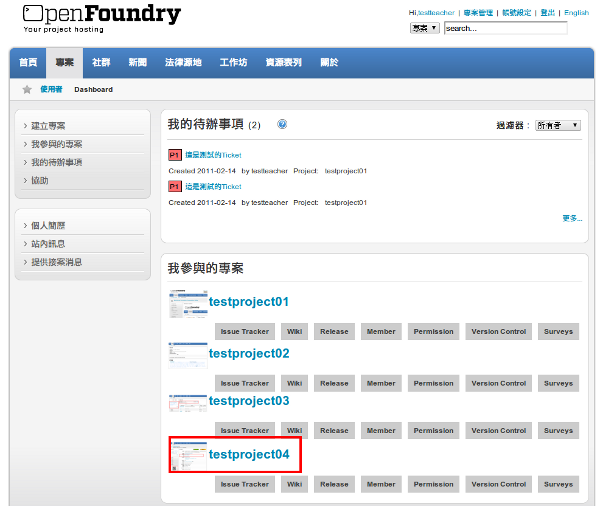 OpenFoundry
Your project hosting
Hi,testteacher | 專案管理 | 帳號設定 | 登出 | English
專案 search...
首頁 專案 社群 新聞 法律源地 工作坊 資源表列 關於
使用者 Dashboard
建立專案
我參與的專案
我的待辦事項
協助
個人簡歷
站內訊息
提供接案消息
我的待辦事項 (2)
過濾器： 所有者
P1 這是測試的Ticket
Created 2011-02-14 by testteacher Project: testproject01
P1 這是測試的Ticket
Created 2011-02-14 by testteacher Project: testproject01
更多...
我參與的專案
testproject01
Issue Tracker Wiki Release Member Permission Version Control Surveys
testproject02
Issue Tracker Wiki Release Member Permission Version Control Surveys
testproject03
Issue Tracker Wiki Release Member Permission Version Control Surveys
testproject04
Issue Tracker Wiki Release Member Permission Version Control Surveys